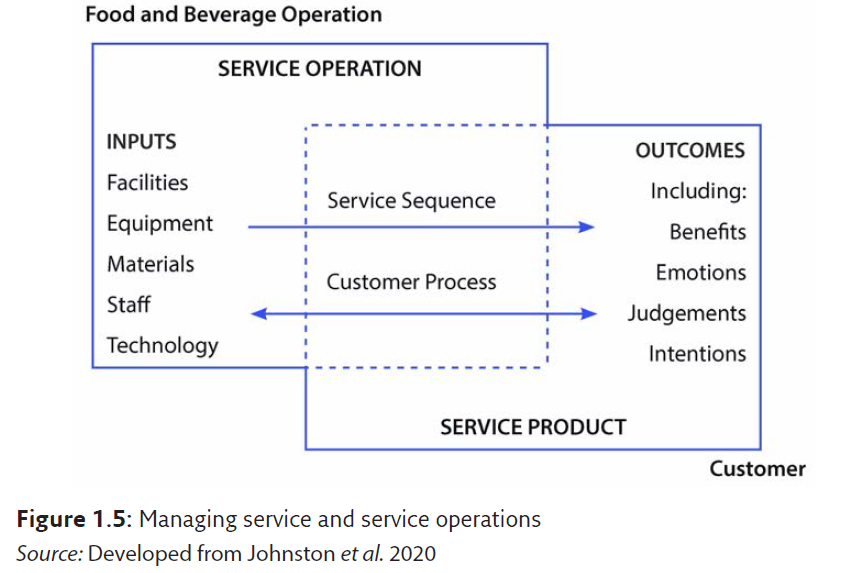 Food and Beverage Operation
SERVICE OPERATION
INPUTS
Facilities
Equipment
Materials
Staff
Technology
Service Sequence
Customer Process
OUTCOMES
Including:
Benefits
Emotions
Judgements
Intentions
SERVICE PRODUCT
Customer
Figure 1.5: Managing service and service operations
Source: Developed from Johnston et al. 2020